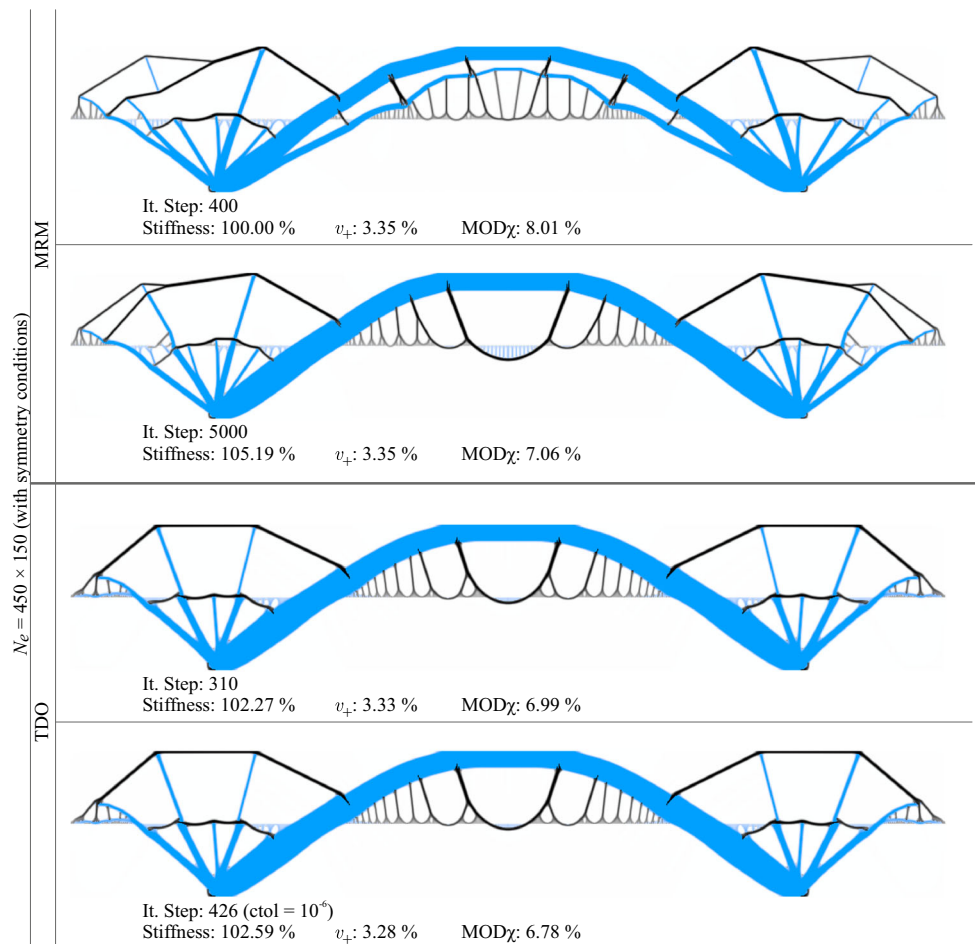 It. Step: 400
Stiffness: 100.00 % v₊: 3.35 % MODχ: 8.01 %
MRM
It. Step: 5000
Stiffness: 105.19 % v₊: 3.35 % MODχ: 7.06 %
Nₑ = 450 × 150 (with symmetry conditions)
It. Step: 310
Stiffness: 102.27 % v₊: 3.33 % MODχ: 6.99 %
TDO
It. Step: 426 (ctol = 10⁻⁶)
Stiffness: 102.59 % v₊: 3.28 % MODχ: 6.78 %